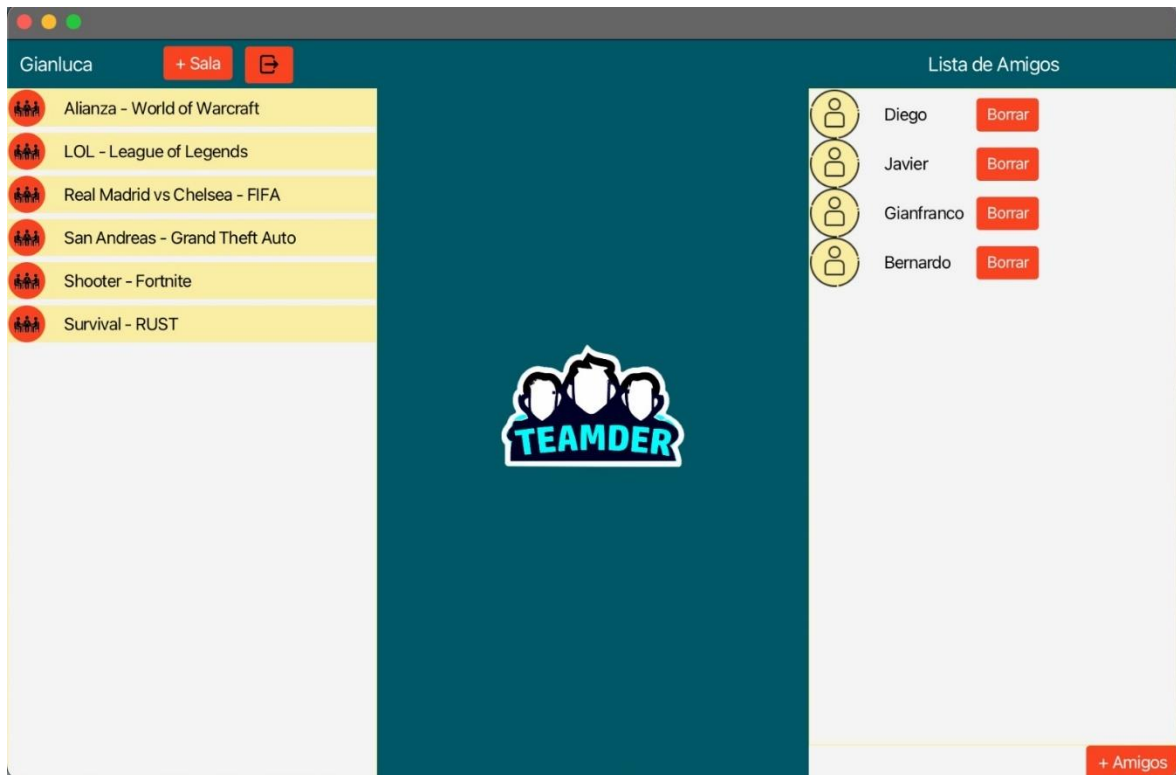 Gianluca
+ Sala
Lista de Amigos
Alianza - World of Warcraft
LOL - League of Legends
Real Madrid vs Chelsea - FIFA
San Andreas - Grand Theft Auto
Shooter - Fortnite
Survival - RUST
TEAMDER
Diego Borrar
Javier Borrar
Gianfranco Borrar
Bernardo Borrar
+ Amigos